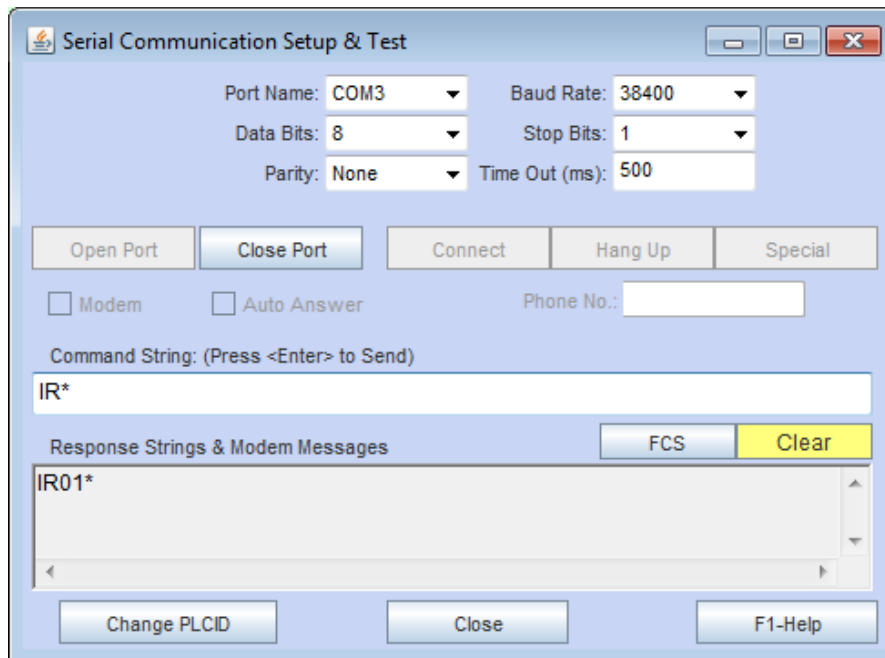 Serial Communication Setup & Test
Port Name: COM3 Baud Rate: 38400
Data Bits: 8 Stop Bits: 1
Parity: None Time Out (ms): 500
Open Port Close Port Connect Hang Up Special
Modem Auto Answer Phone No.:
Command String: (Press <Enter> to Send)
IR*
Response Strings & Modem Messages FCS Clear
IR01*
Change PLCID Close F1-Help